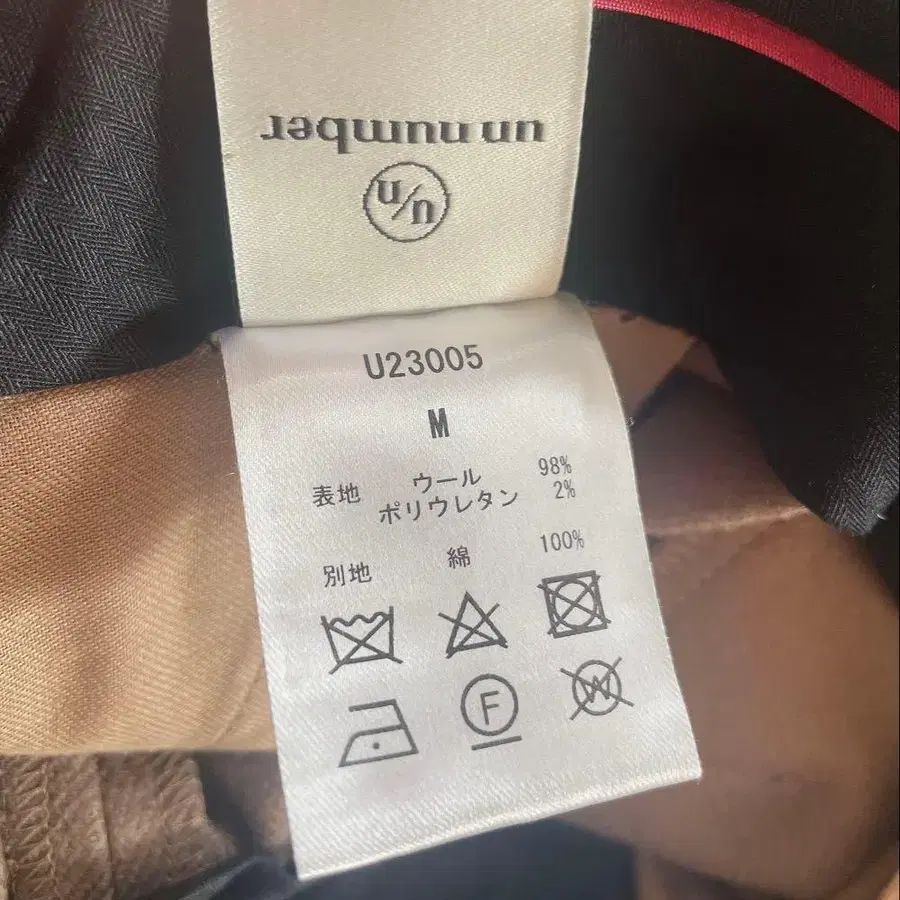 un number
u/n
U23005
M
表地 ウール 98%
ポリウレタン 2%
別地 綿 100%
F
W